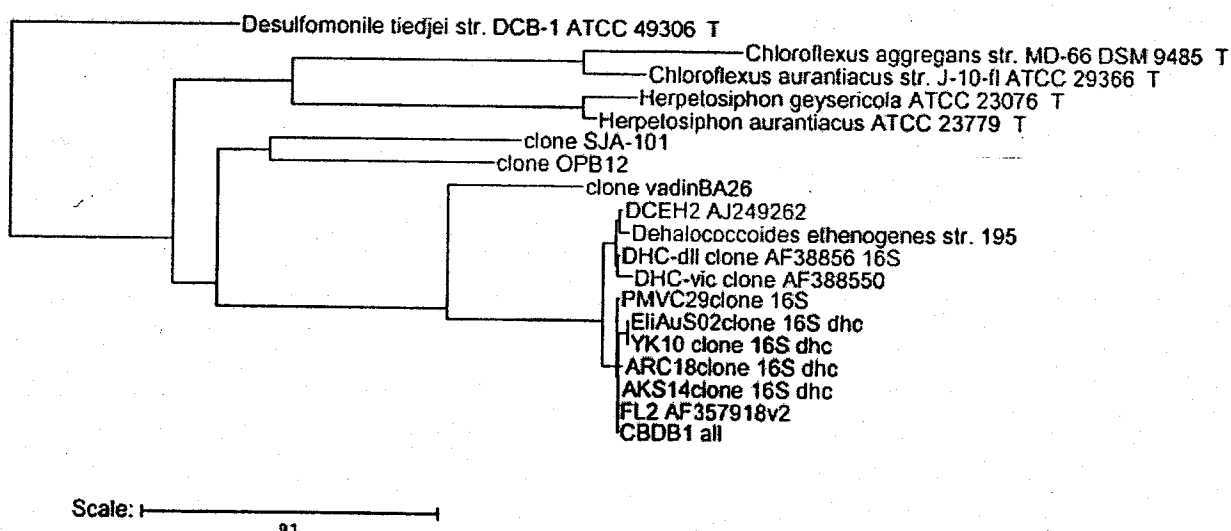 Desulfomonile tiedjei str. DCB-1 ATCC 49306 T
Chloroflexus aggregans str. MD-66 DSM 9485 T
Chloroflexus aurantiacus str. J-10-fl ATCC 29366 T
Herpetosiphon geysericola ATCC 23076 T
Herpetosiphon aurantiacus ATCC 23779 T
clone SJA-101
clone OPB12
clone vadinBA26
DCEH2 AJ249262
Dehalococcoides ethenogenes str. 195
DHC-dll clone AF38856 16S
DHC-vic clone AF388550
PMVC29clone 16S
EliAuS02clone 16S dhc
YK10 clone 16S dhc
ARC18clone 16S dhc
AKS14clone 16S dhc
FL2 AF357918v2
CBDB1 all
Scale: